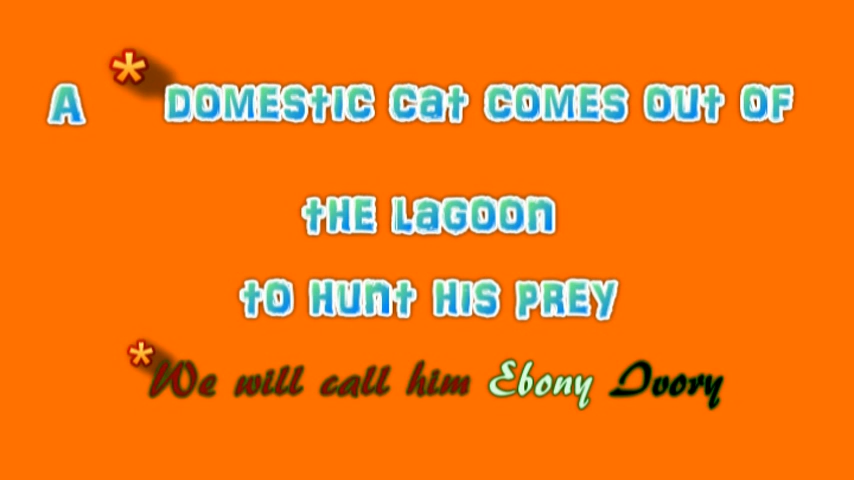 A * DOMEStIC Cat COMES OUt OF
tHE LaGOOn
tO HUnt HIS PREY
*We will call him Ebony Ivory